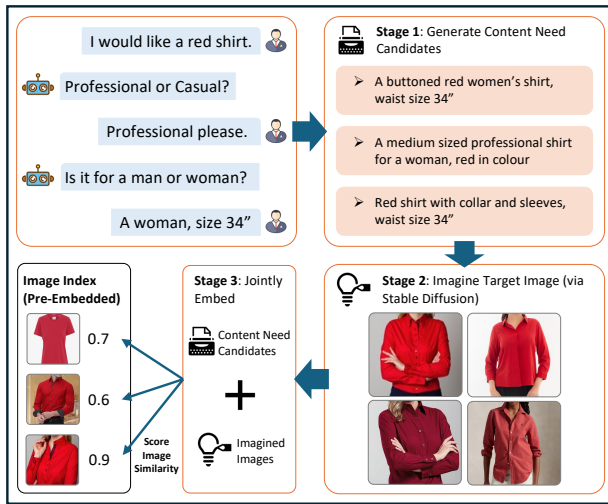 I would like a red shirt.
Professional or Casual?
Professional please.
Is it for a man or woman?
A woman, size 34”
Stage 1: Generate Content Need
Candidates
➤ A buttoned red women’s shirt,
waist size 34”
➤ A medium sized professional shirt
for a woman, red in colour
➤ Red shirt with collar and sleeves,
waist size 34”
Stage 2: Imagine Target Image (via
Stable Diffusion)
Stage 3: Jointly
Embed
Content Need
Candidates
+
Imagined
Images
Image Index
(Pre-Embedded)
0.7
0.6
0.9
Score
Image
Similarity